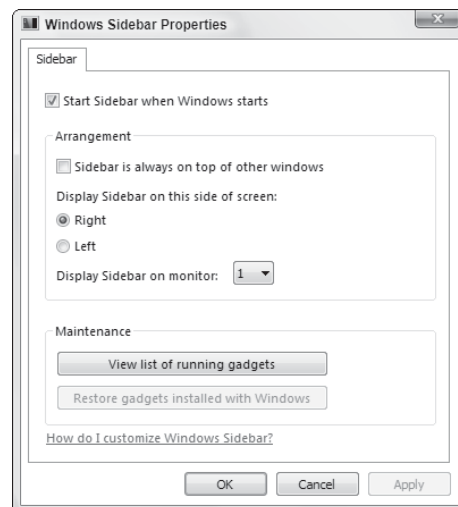 Windows Sidebar Properties
Sidebar
Start Sidebar when Windows starts
Arrangement
Sidebar is always on top of other windows
Display Sidebar on this side of screen:
Right
Left
Display Sidebar on monitor: 1
Maintenance
View list of running gadgets
Restore gadgets installed with Windows
How do I customize Windows Sidebar?
OK Cancel Apply